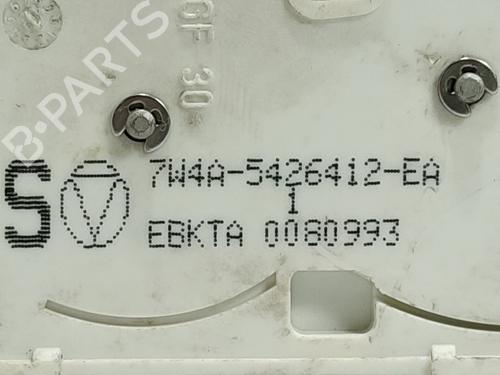 B-PARTS
GF 30
S
7W4A-5426412-EA
1
EBKTA 0080993